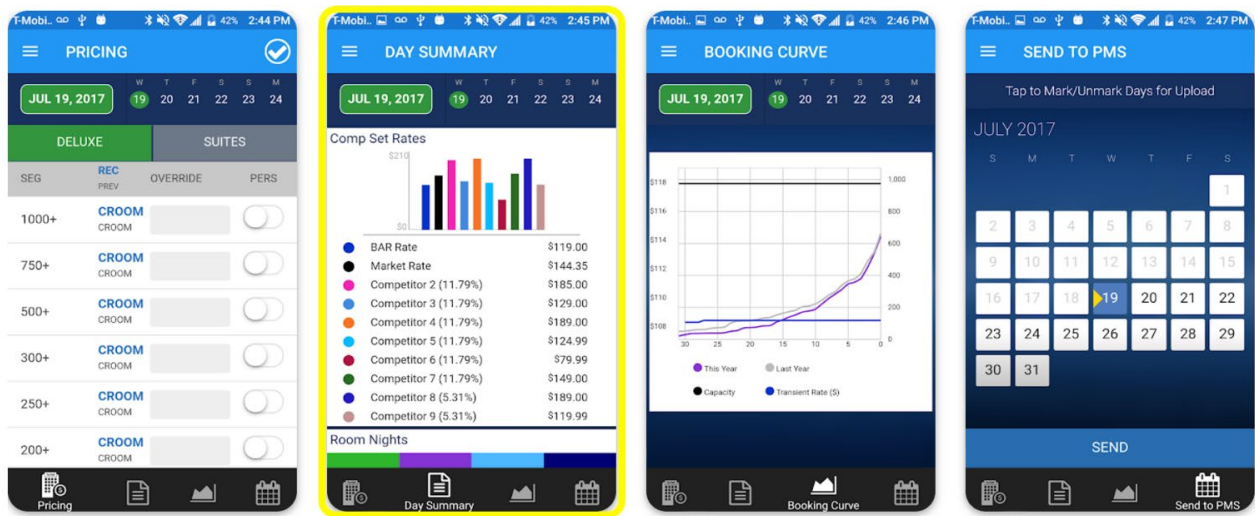 T-Mobi.. 42% 2:44 PM
PRICING
W T F S S M
JUL 19, 2017 19 20 21 22 23 24
DELUXE SUITES
SEG REC PREV OVERRIDE PERS
1000+ CROOM
CROOM
750+ CROOM
CROOM
500+ CROOM
CROOM
300+ CROOM
CROOM
250+ CROOM
CROOM
200+ CROOM
CROOM
Pricing
T-Mobi.. 42% 2:45 PM
DAY SUMMARY
W T F S S M
JUL 19, 2017 19 20 21 22 23 24
Comp Set Rates
$210
$0
BAR Rate $119.00
Market Rate $144.35
Competitor 2 (11.79%) $185.00
Competitor 3 (11.79%) $129.00
Competitor 4 (11.79%) $189.00
Competitor 5 (11.79%) $124.99
Competitor 6 (11.79%) $79.99
Competitor 7 (11.79%) $149.00
Competitor 8 (5.31%) $189.00
Competitor 9 (5.31%) $119.99
Room Nights
Day Summary
T-Mobi.. 42% 2:46 PM
BOOKING CURVE
W T F S S M
JUL 19, 2017 19 20 21 22 23 24
$118 1,000
$116 800
$114 600
$112 400
$110 200
$108 0
30 25 20 15 10 5 0
This Year Last Year
Capacity Transient Rate ($)
Booking Curve
T-Mobi.. 42% 2:47 PM
SEND TO PMS
Tap to Mark/Unmark Days for Upload
JULY 2017
S M T W T F S
1
2 3 4 5 6 7 8
9 10 11 12 13 14 15
16 17 18 19 20 21 22
23 24 25 26 27 28 29
30 31
SEND
Send to PMS